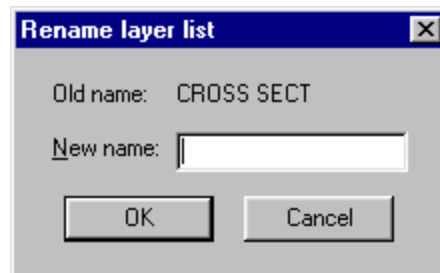 Rename layer list
Old name: CROSS SECT
New name:
OK Cancel